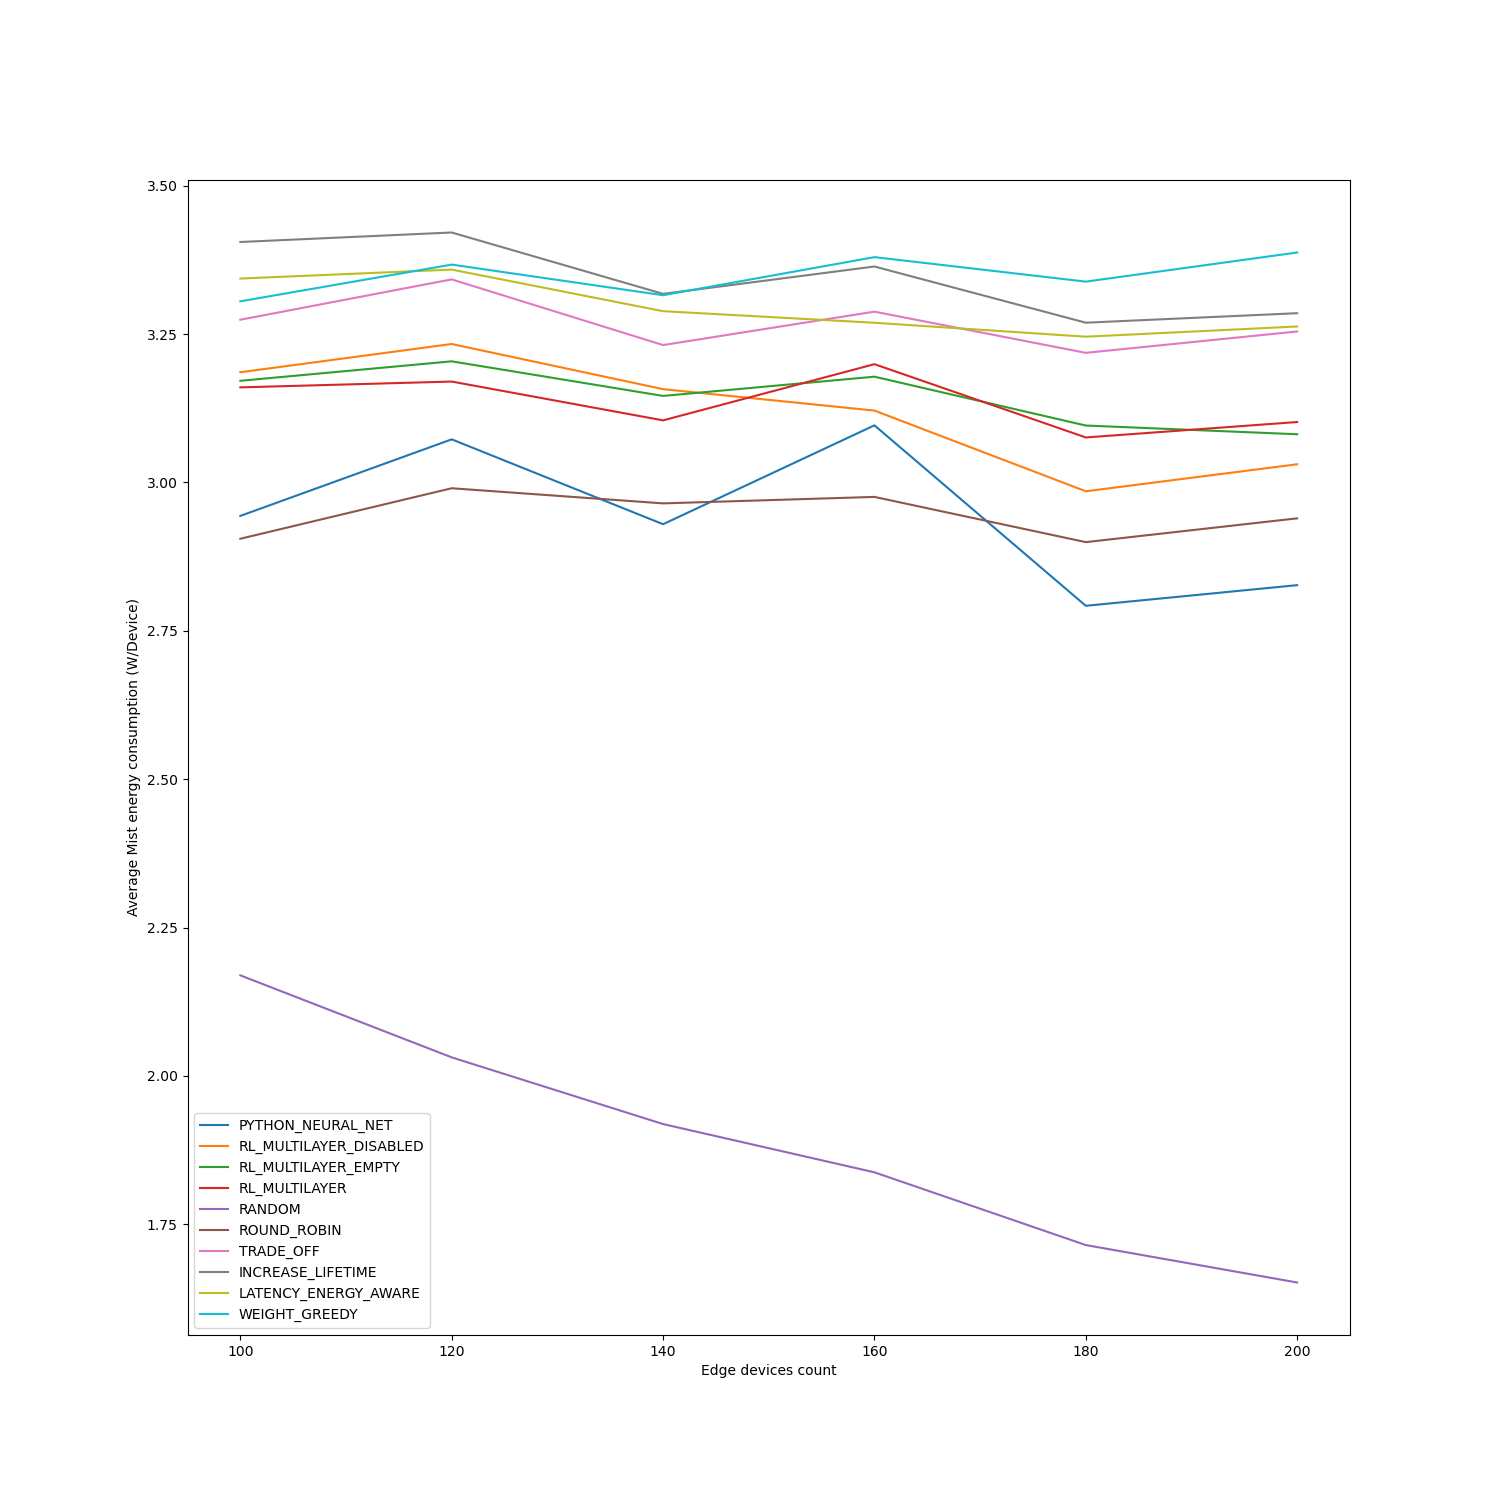 3.50
3.25
3.00
2.75
2.50
2.25
2.00
1.75
Average Mist energy consumption (W/Device)
PYTHON_NEURAL_NET
RL_MULTILAYER_DISABLED
RL_MULTILAYER_EMPTY
RL_MULTILAYER
RANDOM
ROUND_ROBIN
TRADE_OFF
INCREASE_LIFETIME
LATENCY_ENERGY_AWARE
WEIGHT_GREEDY
100 120 140 160 180 200
Edge devices count